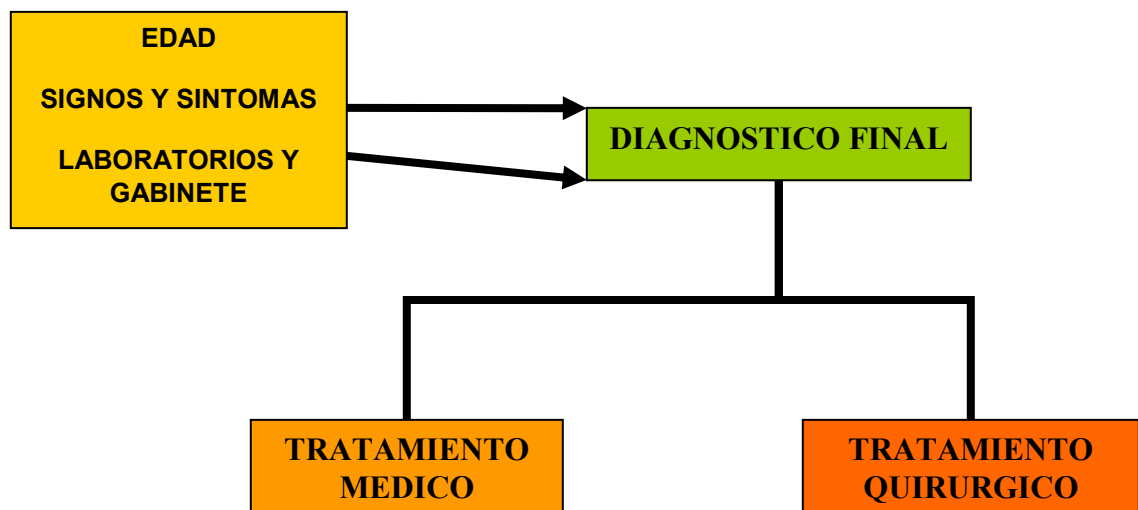 EDAD
SIGNOS Y SINTOMAS
LABORATORIOS Y
GABINETE
DIAGNOSTICO FINAL
TRATAMIENTO
MEDICO
TRATAMIENTO
QUIRURGICO